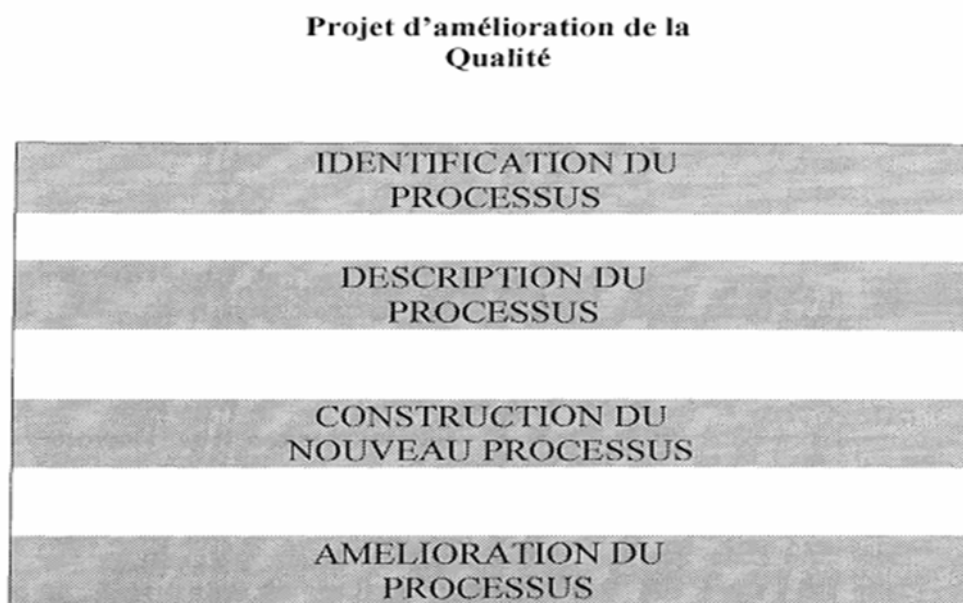 Projet d'amélioration de la
Qualité
IDENTIFICATION DU
PROCESSUS
DESCRIPTION DU
PROCESSUS
CONSTRUCTION DU
NOUVEAU PROCESSUS
AMELIORATION DU
PROCESSUS